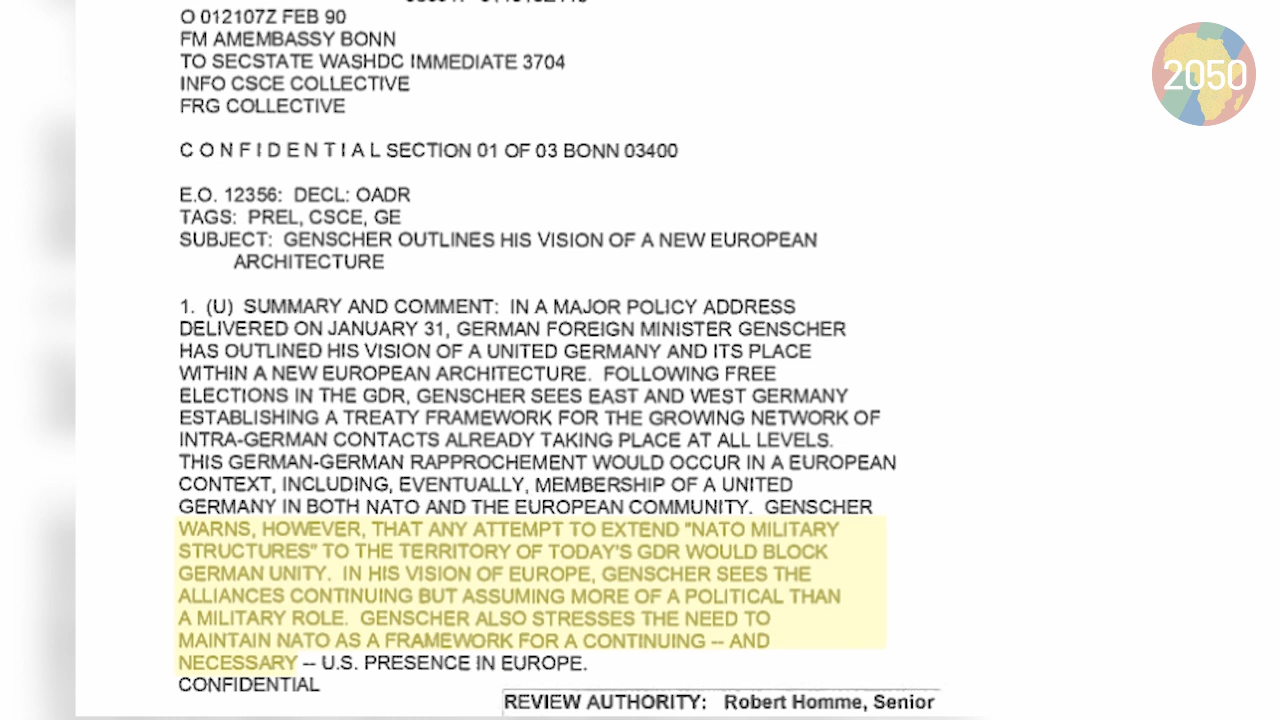 O 012107Z FEB 90
FM AMEMBASSY BONN
TO SECSTATE WASHDC IMMEDIATE 3704
INFO CSCE COLLECTIVE
FRG COLLECTIVE
C O N F I D E N T I A L SECTION 01 OF 03 BONN 03400
E.O. 12356: DECL: OADR
TAGS: PREL, CSCE, GE
SUBJECT: GENSCHER OUTLINES HIS VISION OF A NEW EUROPEAN
ARCHITECTURE
1. (U) SUMMARY AND COMMENT: IN A MAJOR POLICY ADDRESS
DELIVERED ON JANUARY 31, GERMAN FOREIGN MINISTER GENSCHER
HAS OUTLINED HIS VISION OF A UNITED GERMANY AND ITS PLACE
WITHIN A NEW EUROPEAN ARCHITECTURE. FOLLOWING FREE
ELECTIONS IN THE GDR, GENSCHER SEES EAST AND WEST GERMANY
ESTABLISHING A TREATY FRAMEWORK FOR THE GROWING NETWORK OF
INTRA-GERMAN CONTACTS ALREADY TAKING PLACE AT ALL LEVELS.
THIS GERMAN-GERMAN RAPPROCHEMENT WOULD OCCUR IN A EUROPEAN
CONTEXT, INCLUDING, EVENTUALLY, MEMBERSHIP OF A UNITED
GERMANY IN BOTH NATO AND THE EUROPEAN COMMUNITY. GENSCHER
WARNS, HOWEVER, THAT ANY ATTEMPT TO EXTEND "NATO MILITARY
STRUCTURES" TO THE TERRITORY OF TODAY'S GDR WOULD BLOCK
GERMAN UNITY. IN HIS VISION OF EUROPE, GENSCHER SEES THE
ALLIANCES CONTINUING BUT ASSUMING MORE OF A POLITICAL THAN
A MILITARY ROLE. GENSCHER ALSO STRESSES THE NEED TO
MAINTAIN NATO AS A FRAMEWORK FOR A CONTINUING -- AND
NECESSARY -- U.S. PRESENCE IN EUROPE.
CONFIDENTIAL
REVIEW AUTHORITY: Robert Homme, Senior
2050